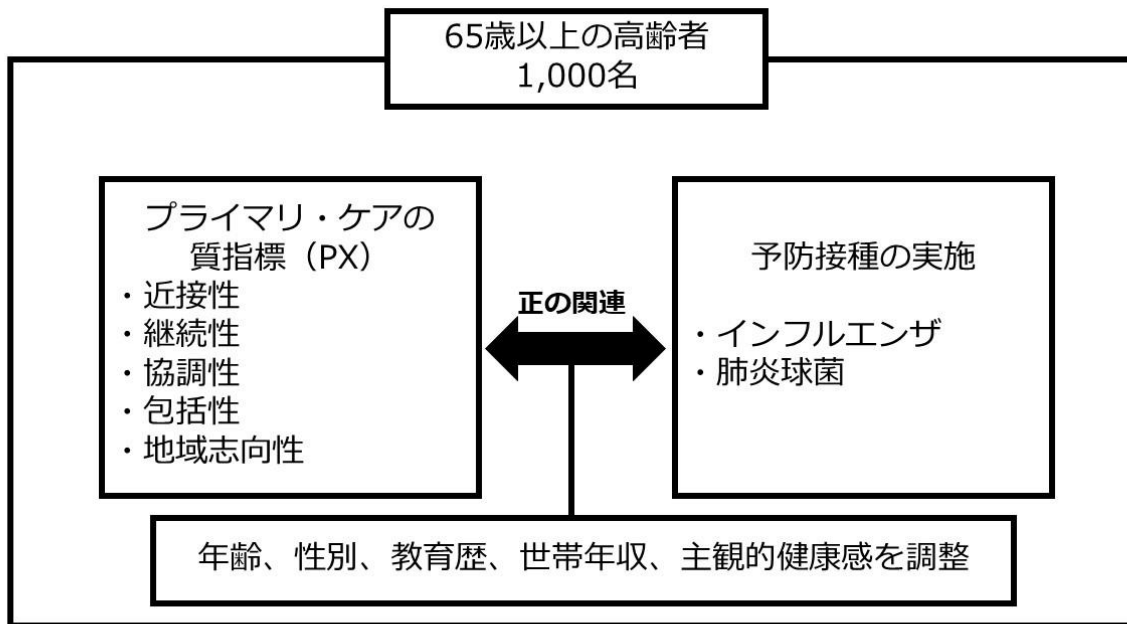 65歳以上の高齢者
1,000名
プライマリ・ケアの
質指標（PX）
・近接性
・継続性
・協調性
・包括性
・地域志向性
正の関連
予防接種の実施
・インフルエンザ
・肺炎球菌
年齢、性別、教育歴、世帯年収、主観的健康感を調整